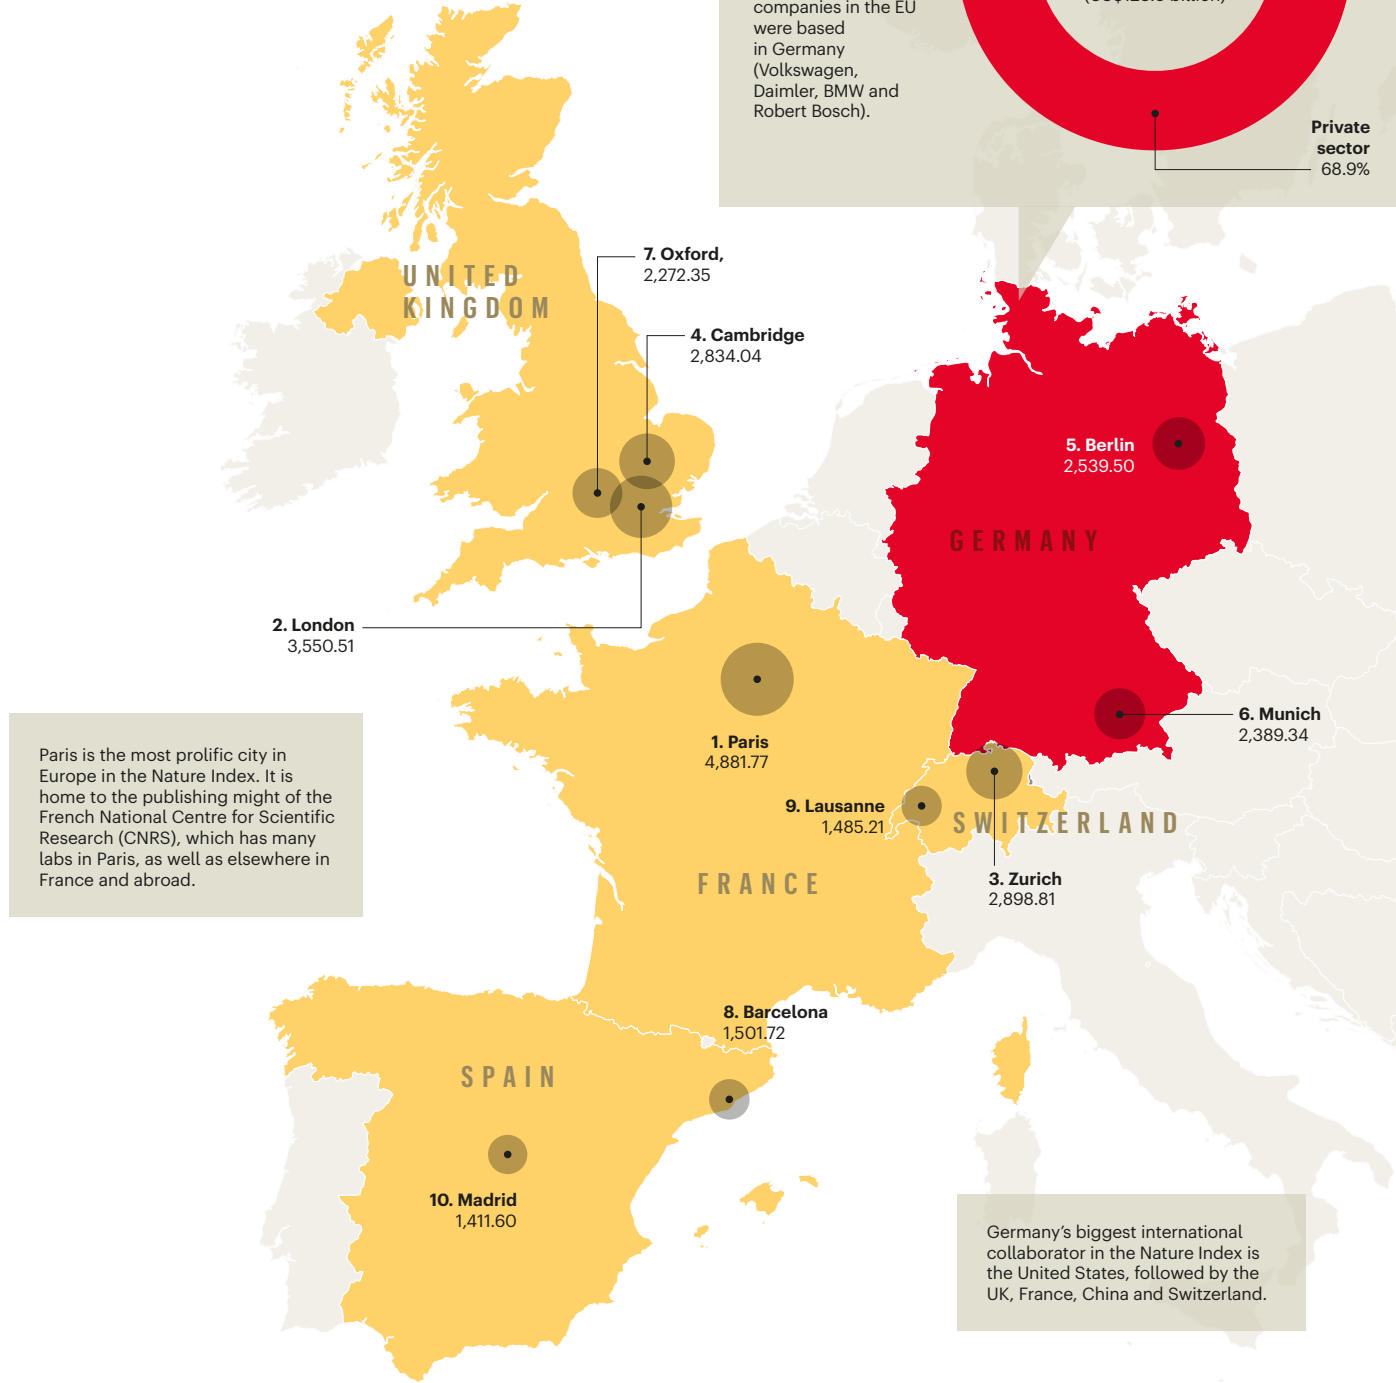 companies in the EU
were based
in Germany
(Volkswagen,
Daimler, BMW and
Robert Bosch).
Private
sector
68.9%
7. Oxford,
2,272.35
UNITED
KINGDOM
4. Cambridge
2,834.04
5. Berlin
2,539.50
GERMANY
2. London
3,550.51
6. Munich
2,389.34
1. Paris
4,881.77
Paris is the most prolific city in
Europe in the Nature Index. It is
home to the publishing might of the
French National Centre for Scientific
Research (CNRS), which has many
labs in Paris, as well as elsewhere in
France and abroad.
9. Lausanne
1,485.21
SWITZERLAND
FRANCE
3. Zurich
2,898.81
8. Barcelona
1,501.72
SPAIN
10. Madrid
1,411.60
Germany's biggest international
collaborator in the Nature Index is
the United States, followed by the
UK, France, China and Switzerland.